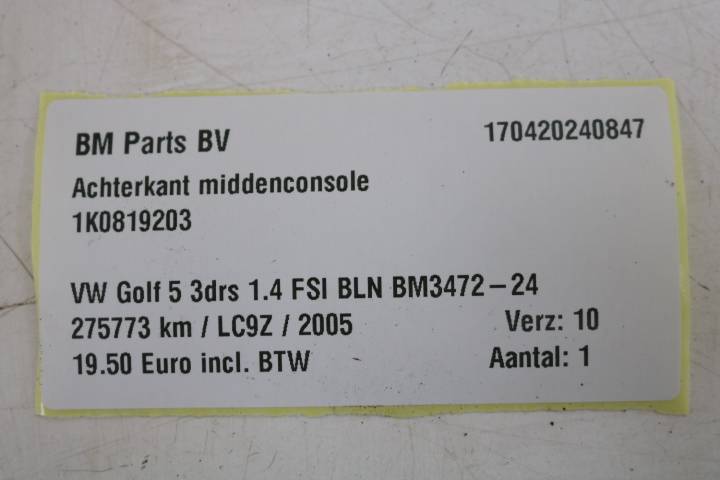 BM Parts BV 170420240847
Achterkant middenconsole
1K0819203
VW Golf 5 3drs 1.4 FSI BLN BM3472-24
275773 km / LC9Z / 2005 Verz: 10
19.50 Euro incl. BTW Aantal: 1